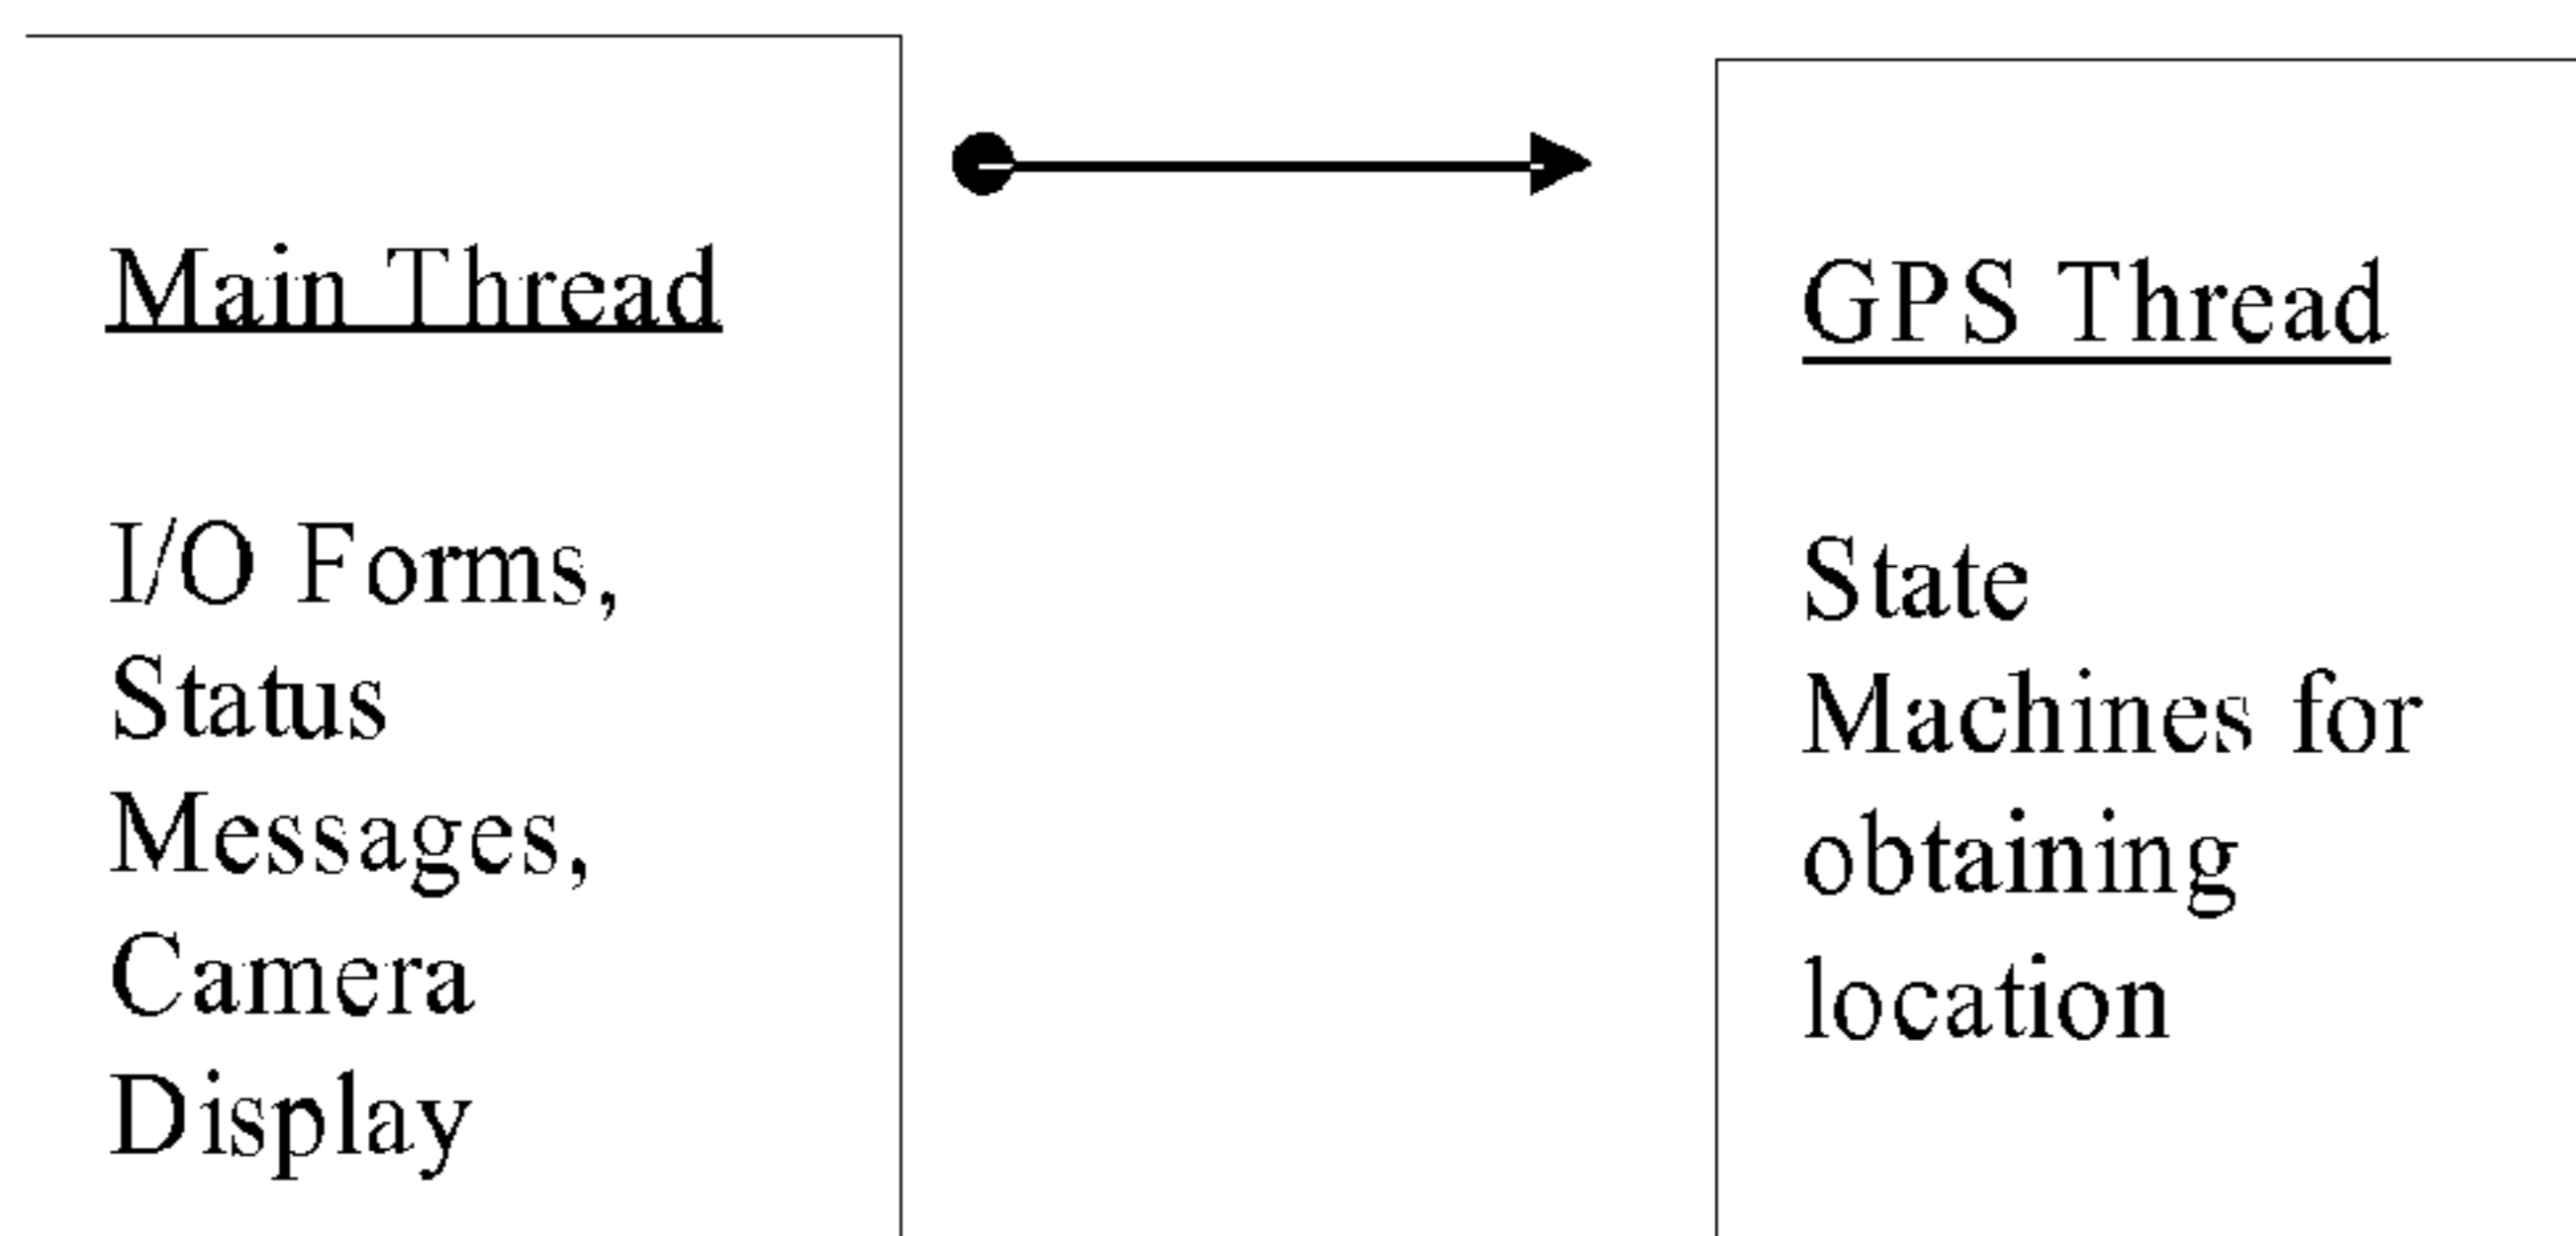 Main Thread
I/O Forms,
Status
Messages,
Camera
Display
GPS Thread
State
Machines for
obtaining
location